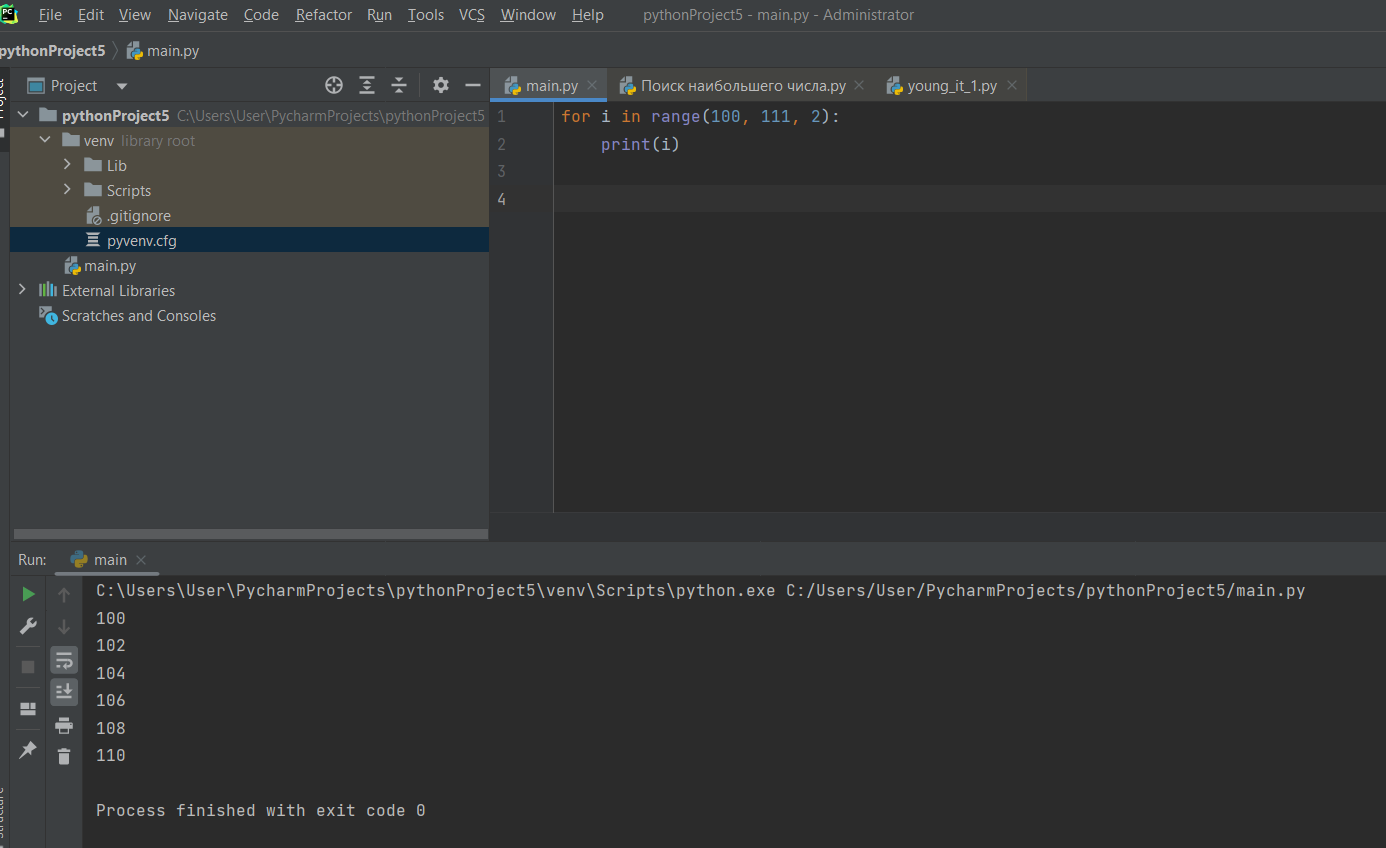 PC File Edit View Navigate Code Refactor Run Tools VCS Window Help pythonProject5 - main.py - Administrator
pythonProject5 main.py
Project
main.py Поиск наибольшего числа.py young_it_1.py
pythonProject5 C:\Users\User\PycharmProjects\pythonProject5
venv library root
Lib
Scripts
.gitignore
pyvenv.cfg
main.py
External Libraries
Scratches and Consoles
1 for i in range(100, 111, 2):
2 print(i)
3
4
Run: main
C:\Users\User\PycharmProjects\pythonProject5\venv\Scripts\python.exe C:/Users/User/PycharmProjects/pythonProject5/main.py
100
102
104
106
108
110
Process finished with exit code 0